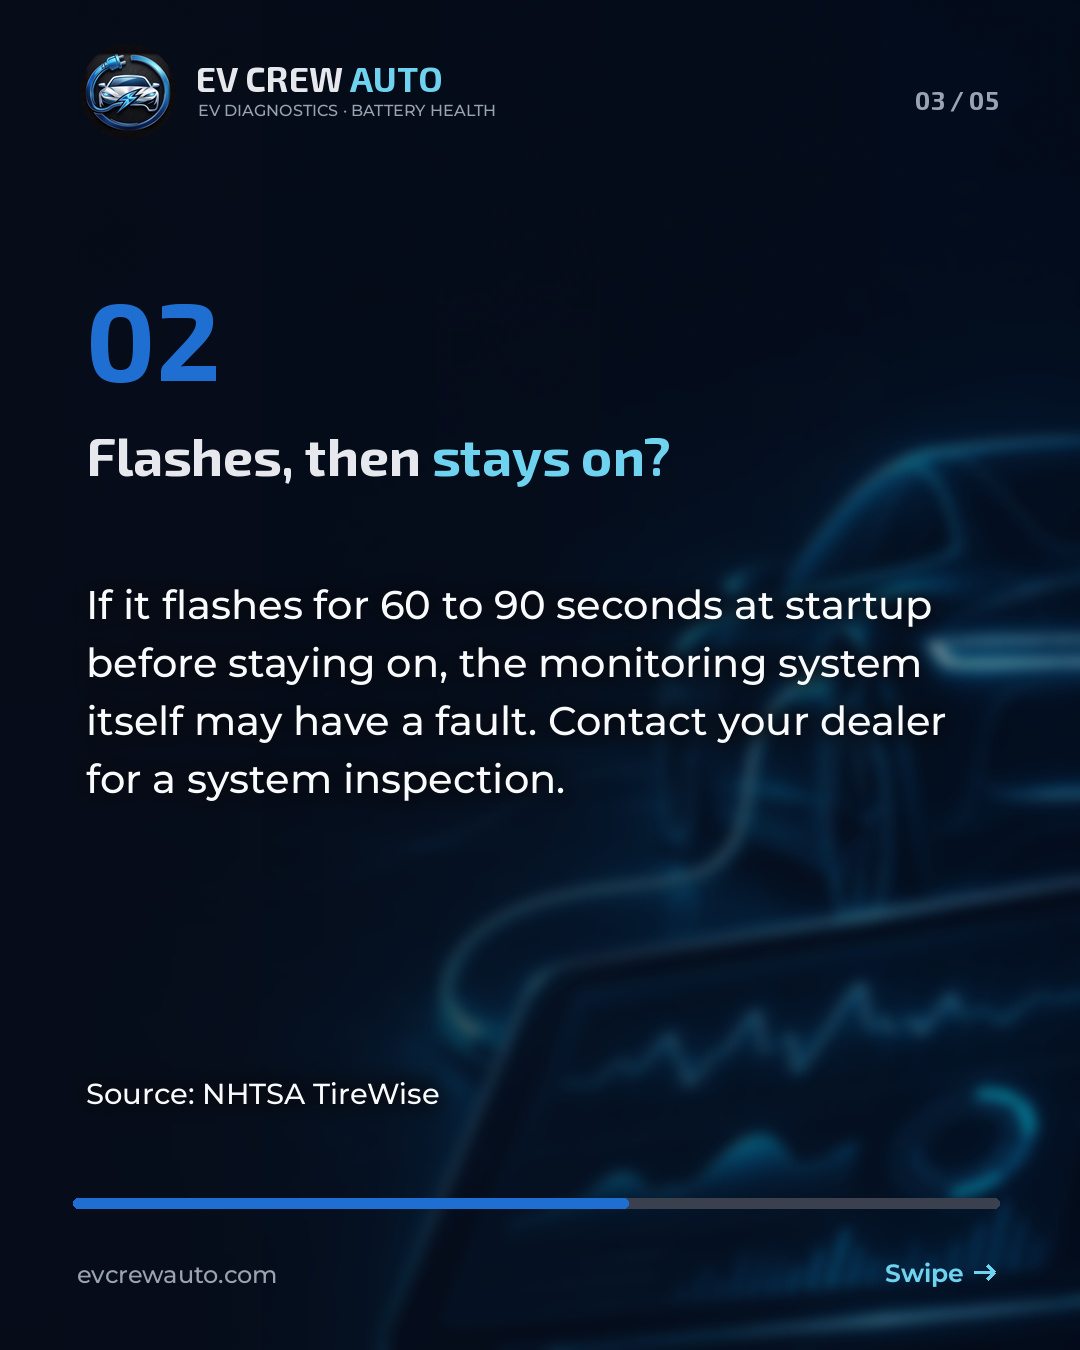 EV CREW AUTO
EV DIAGNOSTICS · BATTERY HEALTH
03 / 05
02
Flashes, then stays on?
If it flashes for 60 to 90 seconds at startup
before staying on, the monitoring system
itself may have a fault. Contact your dealer
for a system inspection.
Source: NHTSA TireWise
evcrewauto.com
Swipe →